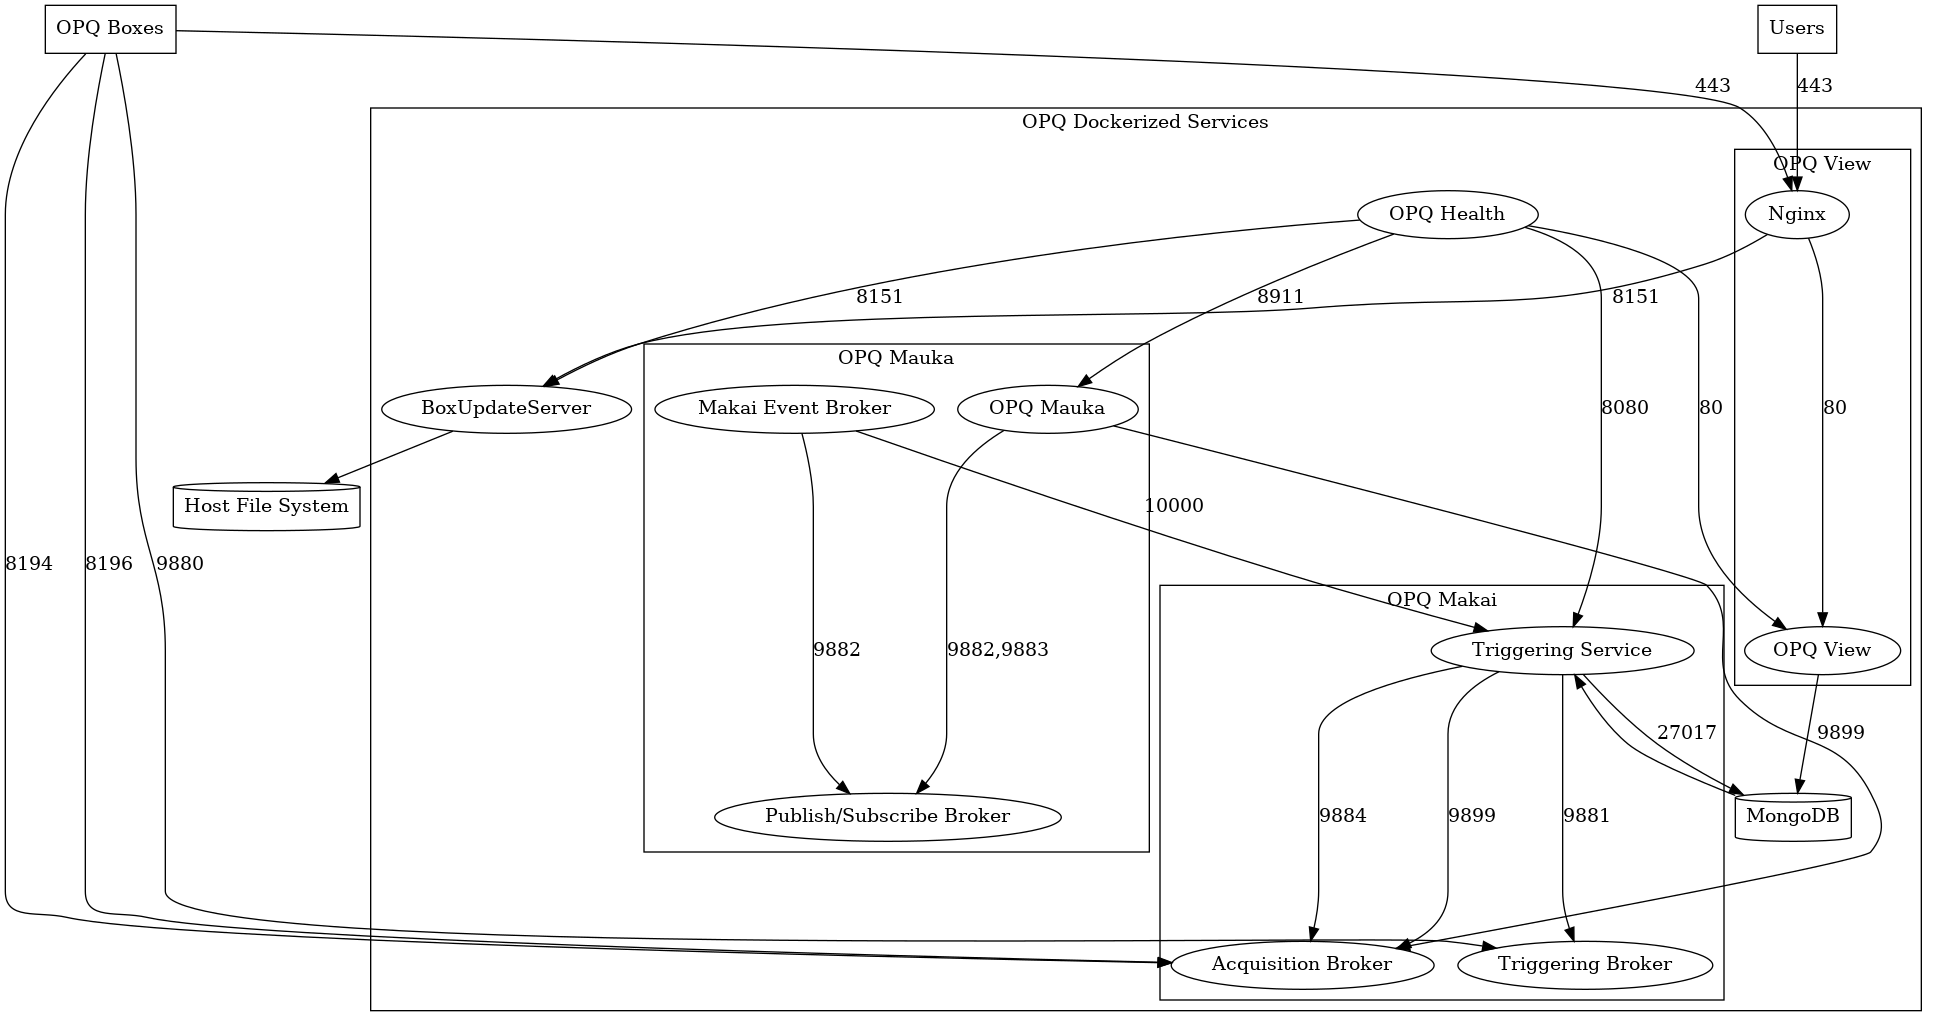 OPQ Boxes
Users
443
443
OPQ Dockerized Services
OPQ View
OPQ Health
Nginx
8151
8911
8151
OPQ Mauka
BoxUpdateServer
Makai Event Broker
OPQ Mauka
8080
80
80
Host File System
10000
8194
8196
9880
OPQ Makai
9882
9882,9883
Triggering Service
OPQ View
27017
9899
Publish/Subscribe Broker
9884
9899
9881
MongoDB
Acquisition Broker
Triggering Broker